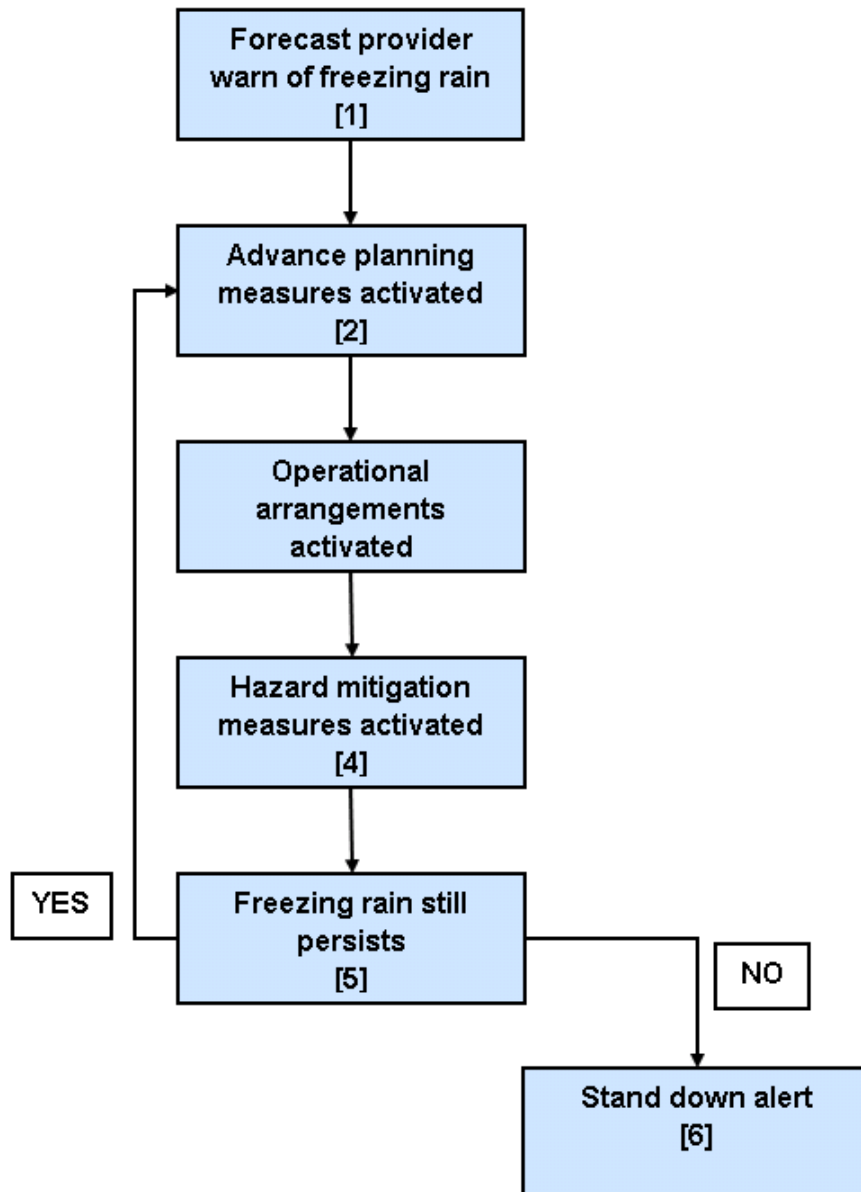 Forecast provider
warn of freezing rain
[1]
Advance planning
measures activated
[2]
Operational
arrangements
activated
Hazard mitigation
measures activated
[4]
YES
Freezing rain still
persists
[5]
NO
Stand down alert
[6]